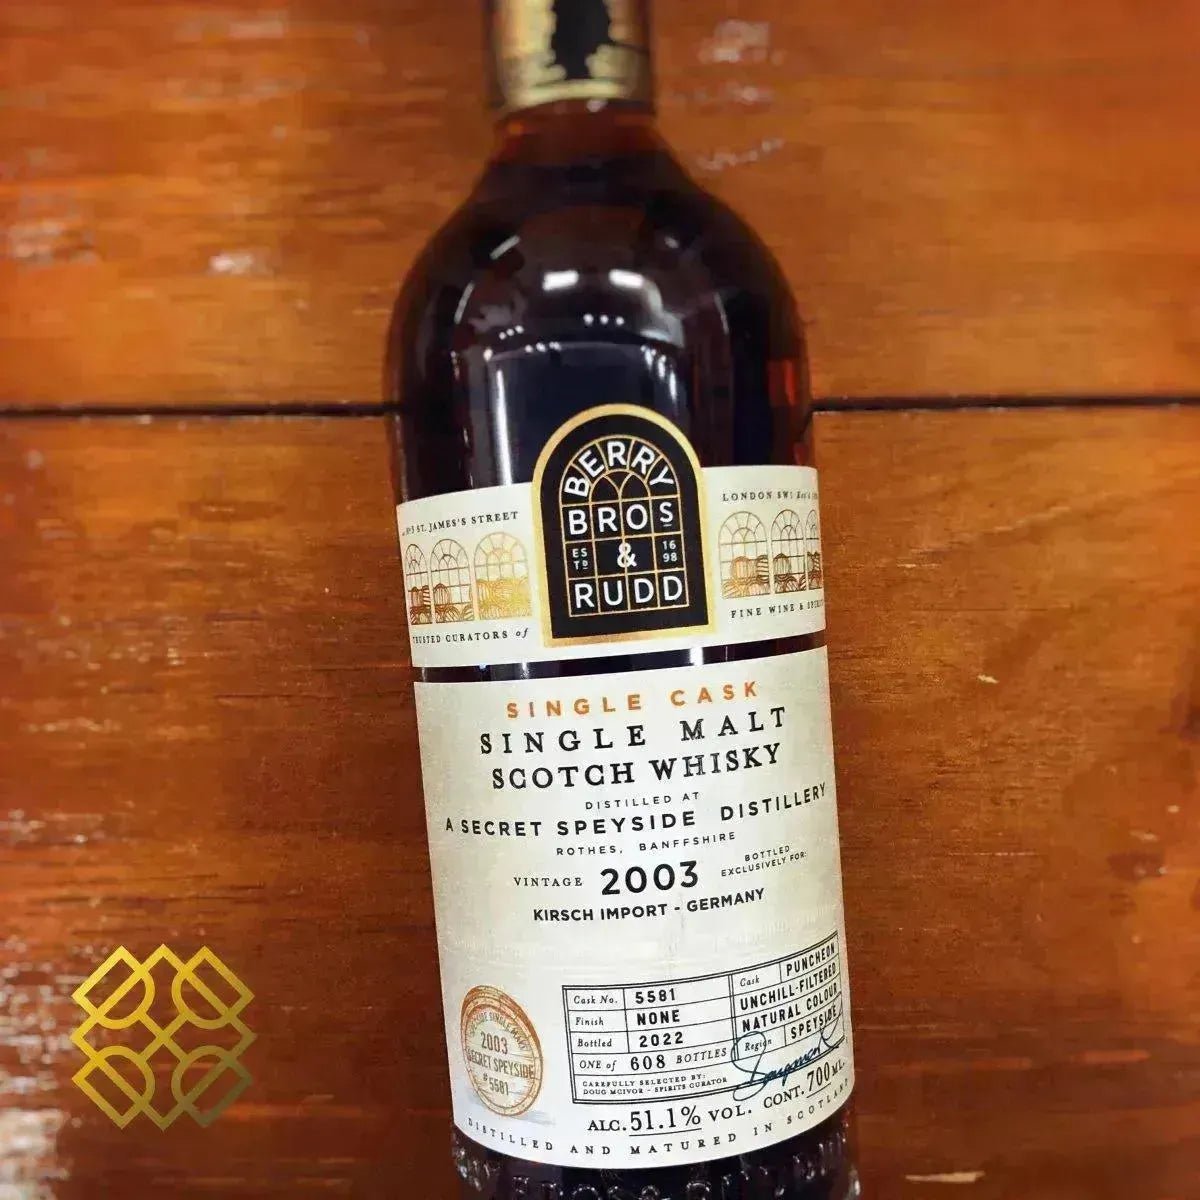 BERRY
BROS
&
RUDD
ESTD
1698
ST. JAMES'S STREET
LONDON SW1
TRUSTED CURATORS of
FINE WINE &
SINGLE CASK
SINGLE MALT
SCOTCH WHISKY
DISTILLED AT
A SECRET SPEYSIDE DISTILLERY
ROTHES, BANFFSHIRE
VINTAGE 2003 BOTTLED EXCLUSIVELY FOR:
KIRSCH IMPORT - GERMANY
Cask No. 5581 Cask PUNCHEON
Finish NONE UNCHILL-FILTERED
Bottled 2022 NATURAL COLOUR
ONE of 608 BOTTLES Region SPEYSIDE
CAREFULLY SELECTED BY:
DOUG MCIVOR - SPIRITS CURATOR
2003
SECRET SPEYSIDE
#5581
ALC. 51.1% VOL. CONT. 700ML.
DISTILLED AND MATURED IN SCOTLAND